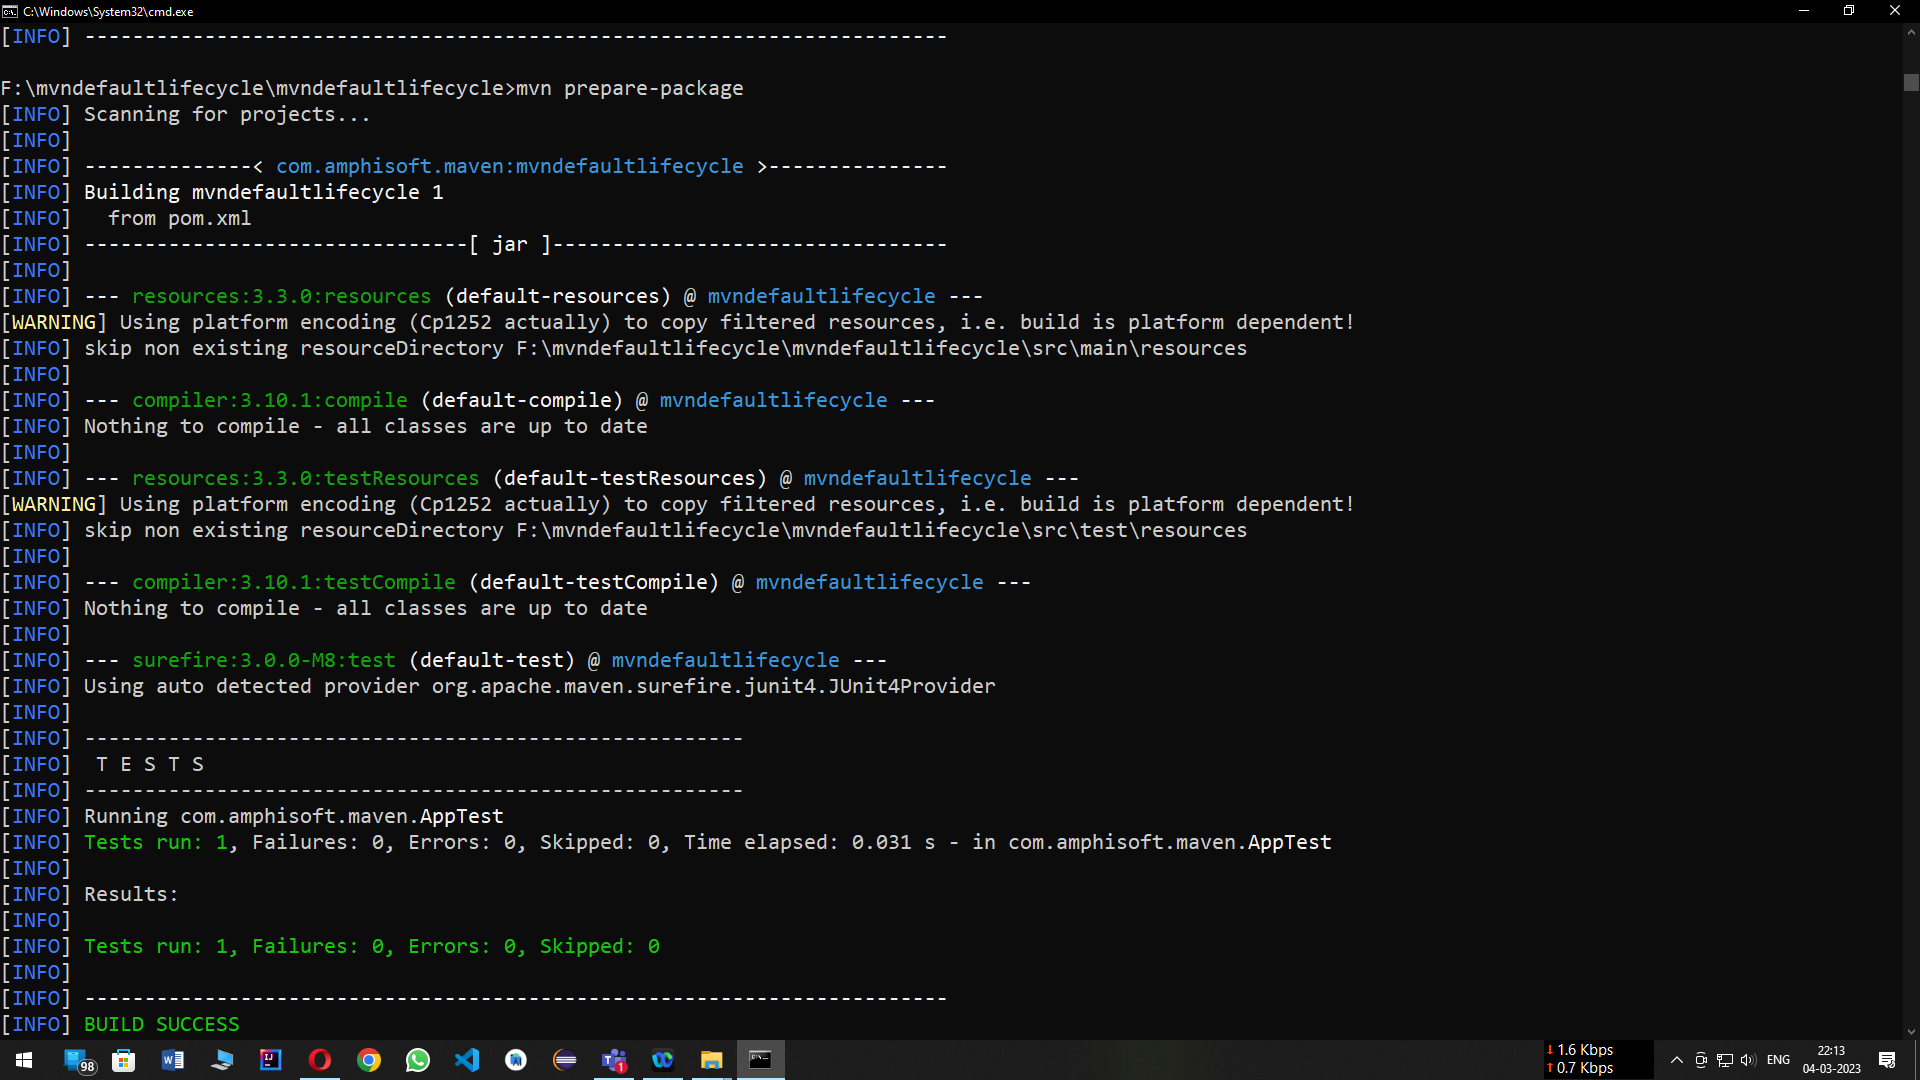 C:\Windows\System32\cmd.exe
[INFO] ------------------------------------------------------------------------
F:\mvndefaultlifecycle\mvndefaultlifecycle>mvn prepare-package
[INFO] Scanning for projects...
[INFO]
[INFO] --------------< com.amphisoft.maven:mvndefaultlifecycle >---------------
[INFO] Building mvndefaultlifecycle 1
[INFO]   from pom.xml
[INFO] --------------------------------[ jar ]---------------------------------
[INFO]
[INFO] --- resources:3.3.0:resources (default-resources) @ mvndefaultlifecycle ---
[WARNING] Using platform encoding (Cp1252 actually) to copy filtered resources, i.e. build is platform dependent!
[INFO] skip non existing resourceDirectory F:\mvndefaultlifecycle\mvndefaultlifecycle\src\main\resources
[INFO]
[INFO] --- compiler:3.10.1:compile (default-compile) @ mvndefaultlifecycle ---
[INFO] Nothing to compile - all classes are up to date
[INFO]
[INFO] --- resources:3.3.0:testResources (default-testResources) @ mvndefaultlifecycle ---
[WARNING] Using platform encoding (Cp1252 actually) to copy filtered resources, i.e. build is platform dependent!
[INFO] skip non existing resourceDirectory F:\mvndefaultlifecycle\mvndefaultlifecycle\src\test\resources
[INFO]
[INFO] --- compiler:3.10.1:testCompile (default-testCompile) @ mvndefaultlifecycle ---
[INFO] Nothing to compile - all classes are up to date
[INFO]
[INFO] --- surefire:3.0.0-M8:test (default-test) @ mvndefaultlifecycle ---
[INFO] Using auto detected provider org.apache.maven.surefire.junit4.JUnit4Provider
[INFO]
[INFO] -------------------------------------------------------
[INFO]  T E S T S
[INFO] -------------------------------------------------------
[INFO] Running com.amphisoft.maven.AppTest
[INFO] Tests run: 1, Failures: 0, Errors: 0, Skipped: 0, Time elapsed: 0.031 s - in com.amphisoft.maven.AppTest
[INFO]
[INFO] Results:
[INFO]
[INFO] Tests run: 1, Failures: 0, Errors: 0, Skipped: 0
[INFO]
[INFO] ------------------------------------------------------------------------
[INFO] BUILD SUCCESS
98
1
1.6 Kbps
0.7 Kbps
ENG
22:13
04-03-2023